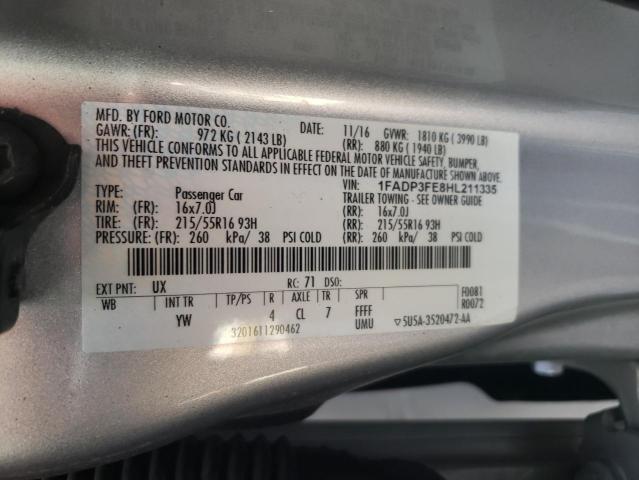 MFD. BY FORD MOTOR CO.
DATE: 11/16 GVWR: 1810 KG ( 3990 LB)
GAWR: (FR): 972 KG ( 2143 LB) (RR): 880 KG ( 1940 LB)
THIS VEHICLE CONFORMS TO ALL APPLICABLE FEDERAL MOTOR VEHICLE SAFETY, BUMPER,
AND THEFT PREVENTION STANDARDS IN EFFECT ON THE DATE OF MANUFACTURE SHOWN ABOVE.
VIN: 1FADP3FE8HL211335
TYPE: Passenger Car TRAILER TOWING - SEE OWNER GUIDE
RIM: (FR): 16x7.0J (RR): 16x7.0J
TIRE: (FR): 215/55R16 93H (RR): 215/55R16 93H
PRESSURE: (FR): 260 kPa/ 38 PSI COLD (RR): 260 kPa/ 38 PSI COLD
EXT PNT: UX RC: 71 DSO:
WB INT TR TP/PS R AXLE TR SPR F0081
R0072
YW 4 CL 7 FFFF
UMU
3201611290462 ▽5U5A-3520472-AA